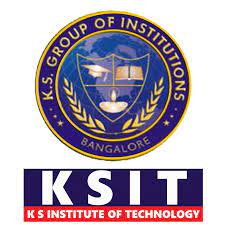 K.S. GROUP OF INSTITUTIONS
BANGALORE
KSIT
K S INSTITUTE OF TECHNOLOGY